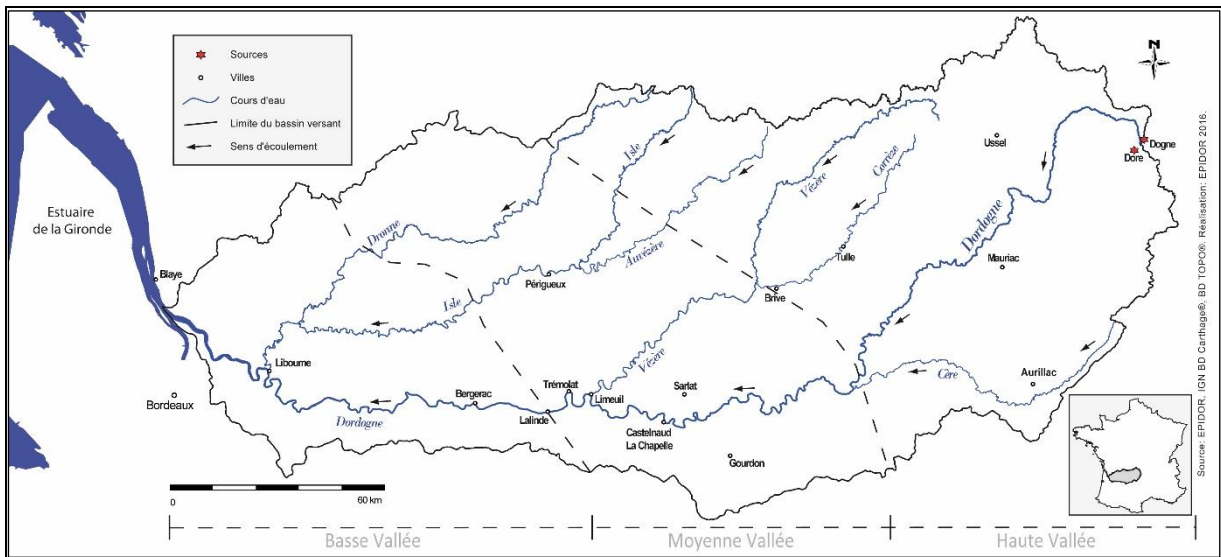 Sources
Villes
Cours d'eau
Limite du bassin versant
Sens d'écoulement
N
Ussel
Dogne
Dore
Isle
Vézère
Corrèze
Estuaire
de la Gironde
Dronne
Dordogne
Auvézère
Tulle
Mauriac
Blaye
Périgueux
Brive
Isle
Vézère
Libourne
Cère
Aurillac
Bordeaux
Bergerac
Trémolat
Limeuil
Sarlat
Dordogne
Lalinde
Castelnaud
La Chapelle
Gourdon
0
60 km
Basse Vallée
Moyenne Vallée
Haute Vallée
Source: EPIDOR, IGN BD Carthage®, BD TOPO®. Réalisation: EPIDOR 2016.